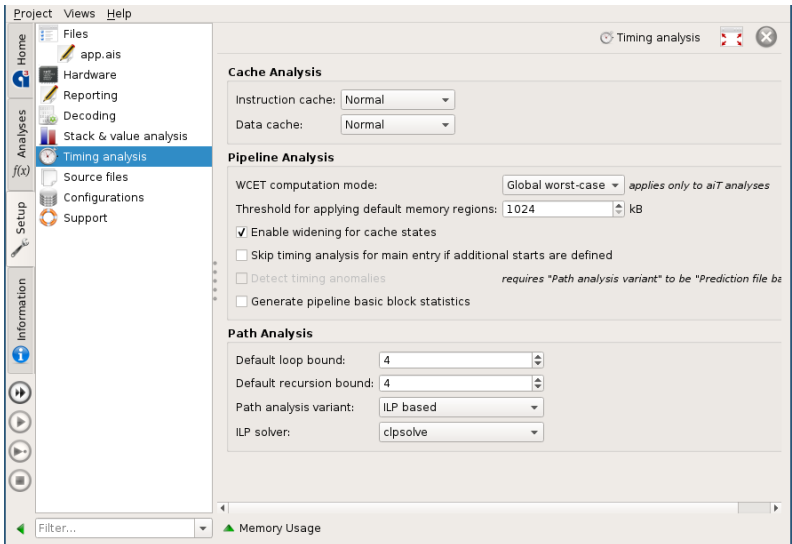 Project Views Help
Home
Analyses
f(x)
Setup
Information
Files
app.ais
Hardware
Reporting
Decoding
Stack & value analysis
Timing analysis
Source files
Configurations
Support
Filter...
Timing analysis
Cache Analysis
Instruction cache: Normal
Data cache: Normal
Pipeline Analysis
WCET computation mode: Global worst-case applies only to aiT analyses
Threshold for applying default memory regions: 1024 kB
Enable widening for cache states
Skip timing analysis for main entry if additional starts are defined
Detect timing anomalies requires "Path analysis variant" to be "Prediction file ba
Generate pipeline basic block statistics
Path Analysis
Default loop bound: 4
Default recursion bound: 4
Path analysis variant: ILP based
ILP solver: clpsolve
Memory Usage